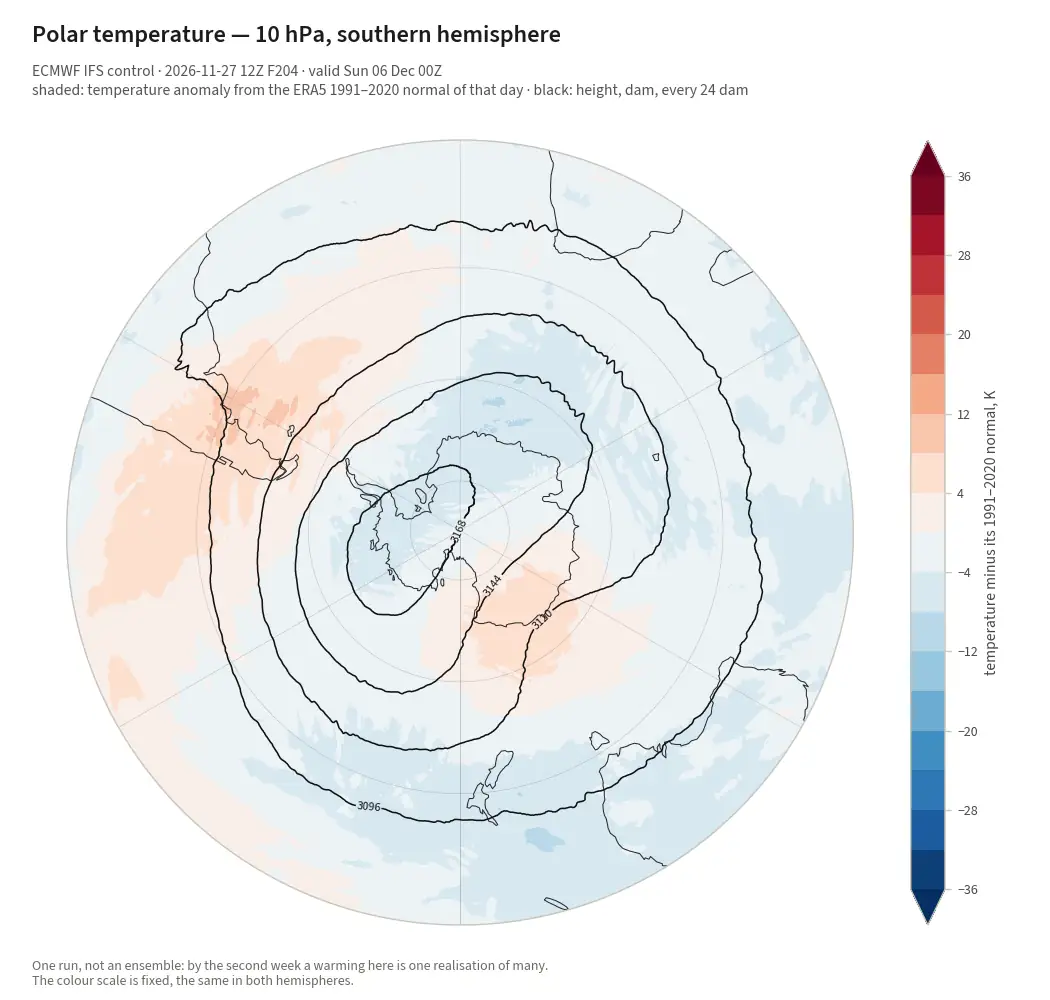 Polar temperature — 10 hPa, southern hemisphere
ECMWF IFS control · 2026-11-27 12Z F204 · valid Sun 06 Dec 00Z
shaded: temperature anomaly from the ERA5 1991–2020 normal of that day · black: height, dam, every 24 dam
36
28
20
12
4
−4
−12
−20
−28
−36
temperature minus its 1991–2020 normal, K
3168
3144
3120
3096
One run, not an ensemble: by the second week a warming here is one realisation of many.
The colour scale is fixed, the same in both hemispheres.